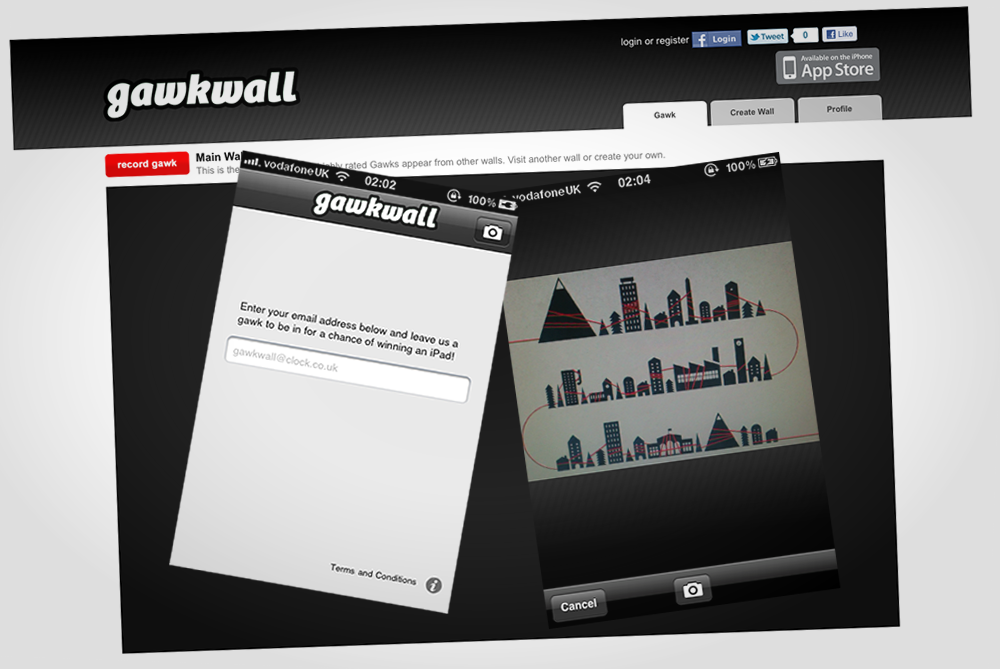 login or register
Login
Tweet
0
Like
Available on the iPhone
App Store
gawkwall
Gawk
Create Wall
Profile
record gawk
Main Wa
rated Gawks appear from other walls. Visit another wall or create your own.
This is the
vodafone UK
02:02
100%
gawkwall
Enter your email address below and leave us a
gawk to be in for a chance of winning an iPad!
gawkwall@clock.co.uk
Terms and Conditions
vodafone UK
02:04
100%
Cancel